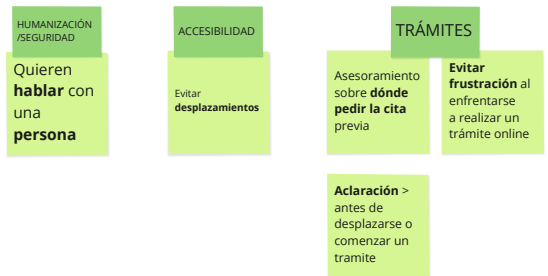 HUMANIZACIÓN
/SEGURIDAD
Quieren
hablar con
una
persona
ACCESIBILIDAD
Evitar
desplazamientos
TRÁMITES
Asesoramiento
sobre dónde
pedir la cita
previa
Evitar
frustración al
enfrentarse
a realizar un
trámite online
Aclaración >
antes de
desplazarse o
comenzar un
tramite